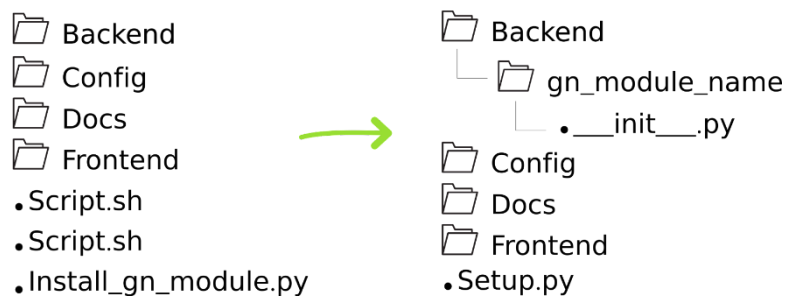 Backend
Config
Docs
Frontend
.Script.sh
.Script.sh
.Install_gn_module.py
Backend
gn_module_name
.___init___.py
Config
Docs
Frontend
.Setup.py